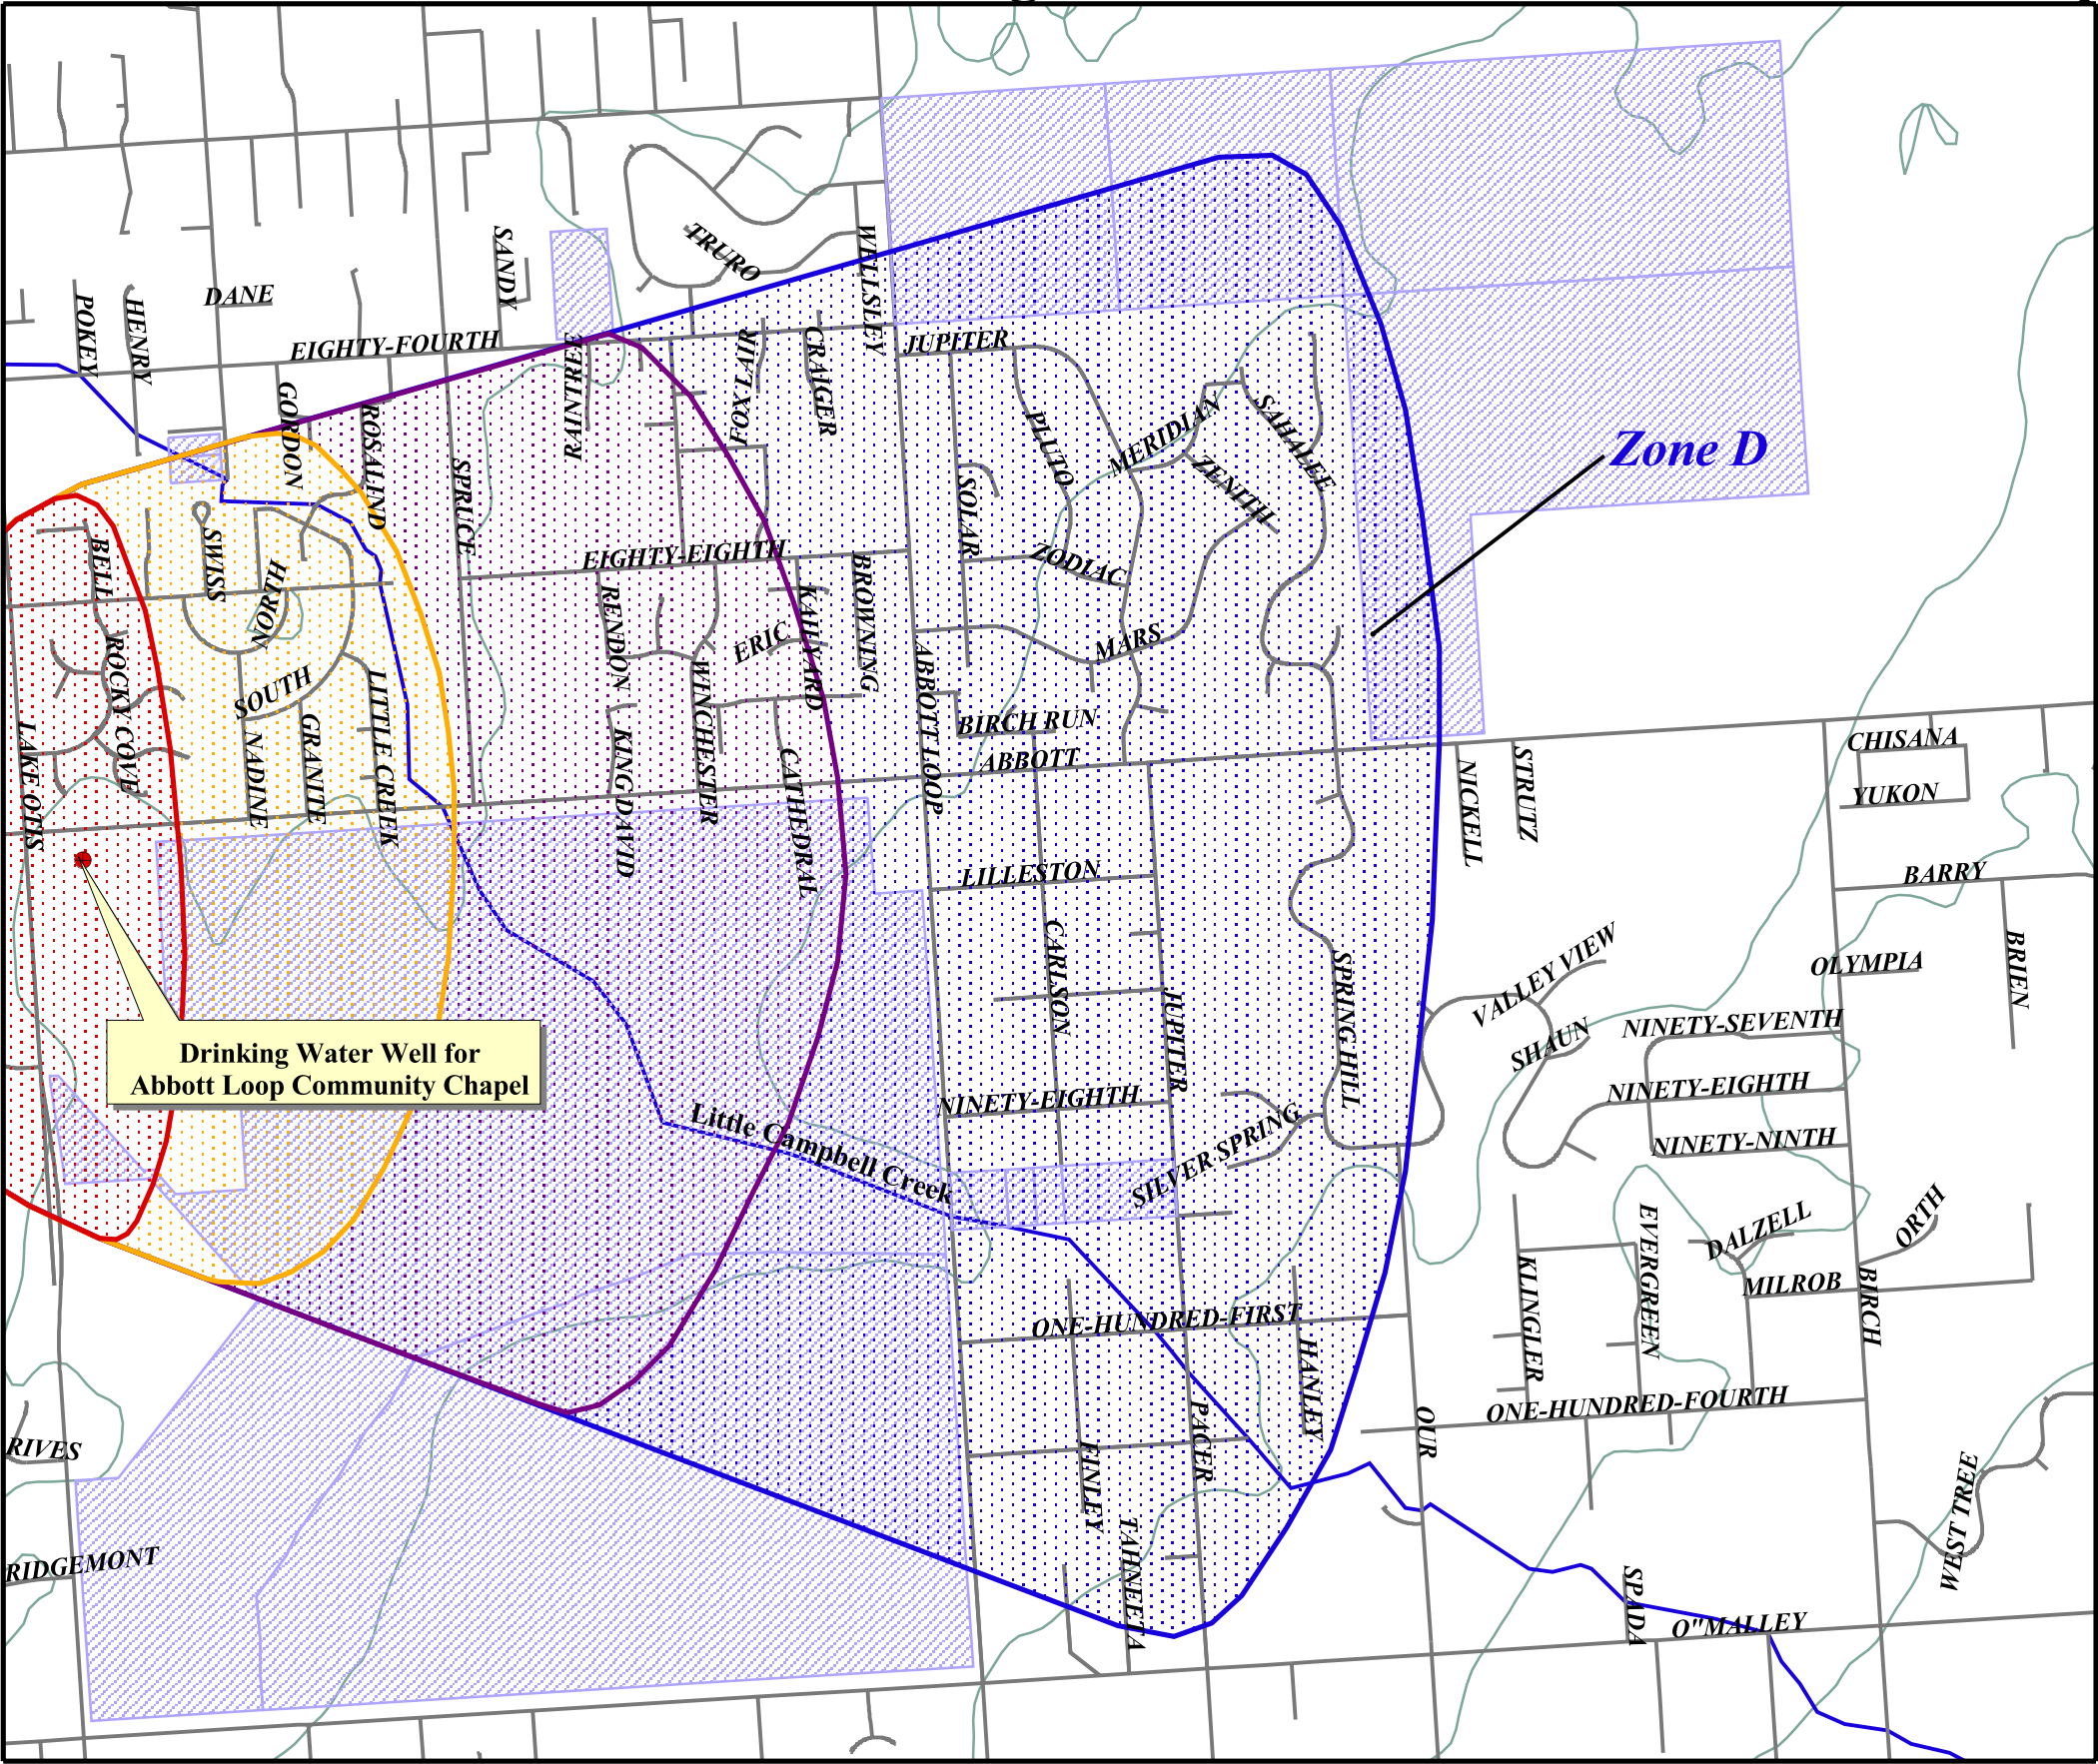 TRURO
WELLSLEY
SANDY
DANE
POKEY
HENRY
EIGHTY-FOURTH
RAINTREE
FOX LAIR
CRAIGER
JUPITER
GORDON
ROSALIND
SPRUCE
PLUTO
MERIDIAN
SAHALEE
ZENITH
Zone D
SOLAR
ZODIAC
BELL
SWISS
NORTH
EIGHTY-EIGHTH
RENDON
ERIC
KAILYARD
BROWNING
MARS
ROCKY COVE
SOUTH
LITTLE CREEK
WINCHESTER
ABBOTT LOOP
BIRCH RUN
ABBOTT
LAKE OTIS
NADINE
GRANITE
KING DAVID
CATHEDRAL
NICKELL
STRUTZ
CHISANA
YUKON
LILLESTON
BARRY
CARLSON
JUPITER
SPRING HILL
VALLEY VIEW
OLYMPIA
BRIEN
SHAUN
NINETY-SEVENTH
Drinking Water Well for
Abbott Loop Community Chapel
NINETY-EIGHTH
NINETY-EIGHTH
Little Campbell Creek
SILVER SPRING
NINETY-NINTH
EVERGREEN
DALZELL
ORTH
KLINGLER
MILROB
BIRCH
ONE-HUNDRED-FIRST
HANLEY
ONE-HUNDRED-FOURTH
OUR
PACER
FINLEY
RIVES
WEST TREE
RIDGEMONT
TAHNEETA
SPADA
O"MALLEY